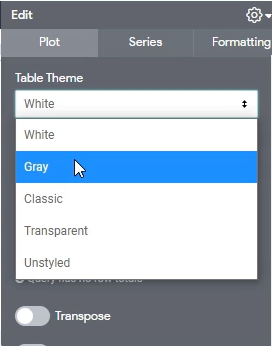 Edit
Plot Series Formatting
Table Theme
White
White
Gray
Classic
Transparent
Unstyled
Query has no row totals
Transpose